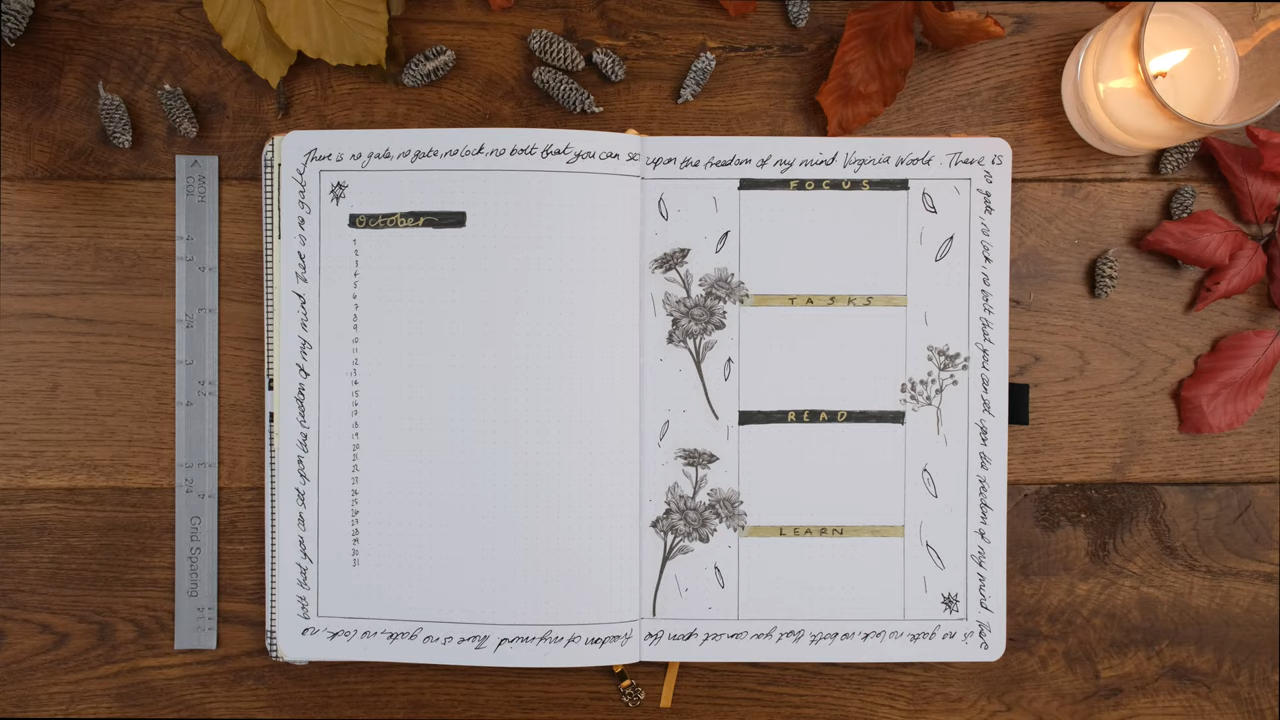 There is no gate, no gate, no lock, no bolt that you can set upon the freedom of my mind. Virginia Woolf. There is
no gate, no lock, no bolt that you can set upon the freedom of my mind. There
is no gate, no lock no bolt that you can set upon the
freedom of my mind. There is no gate, no lock, no
bolt that you can set upon the freedom of my mind. There is no gate
October
1
2
3
4
5
6
7
8
9
10
11
12
13
14
15
16
17
18
19
20
21
22
23
24
25
26
27
28
29
30
31
FOCUS
TASKS
READ
LEARN
Grid Spacing